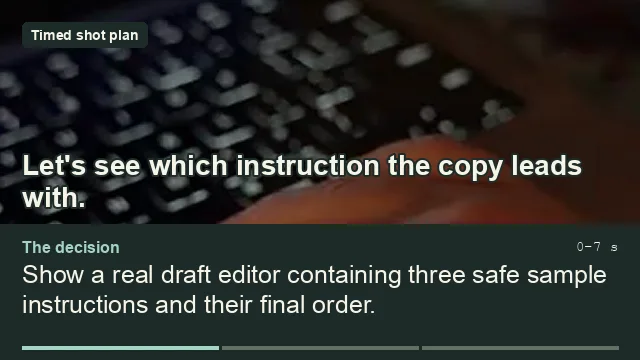 Timed shot plan
Let's see which instruction the copy leads
with.
The decision
0–7 s
Show a real draft editor containing three safe sample
instructions and their final order.